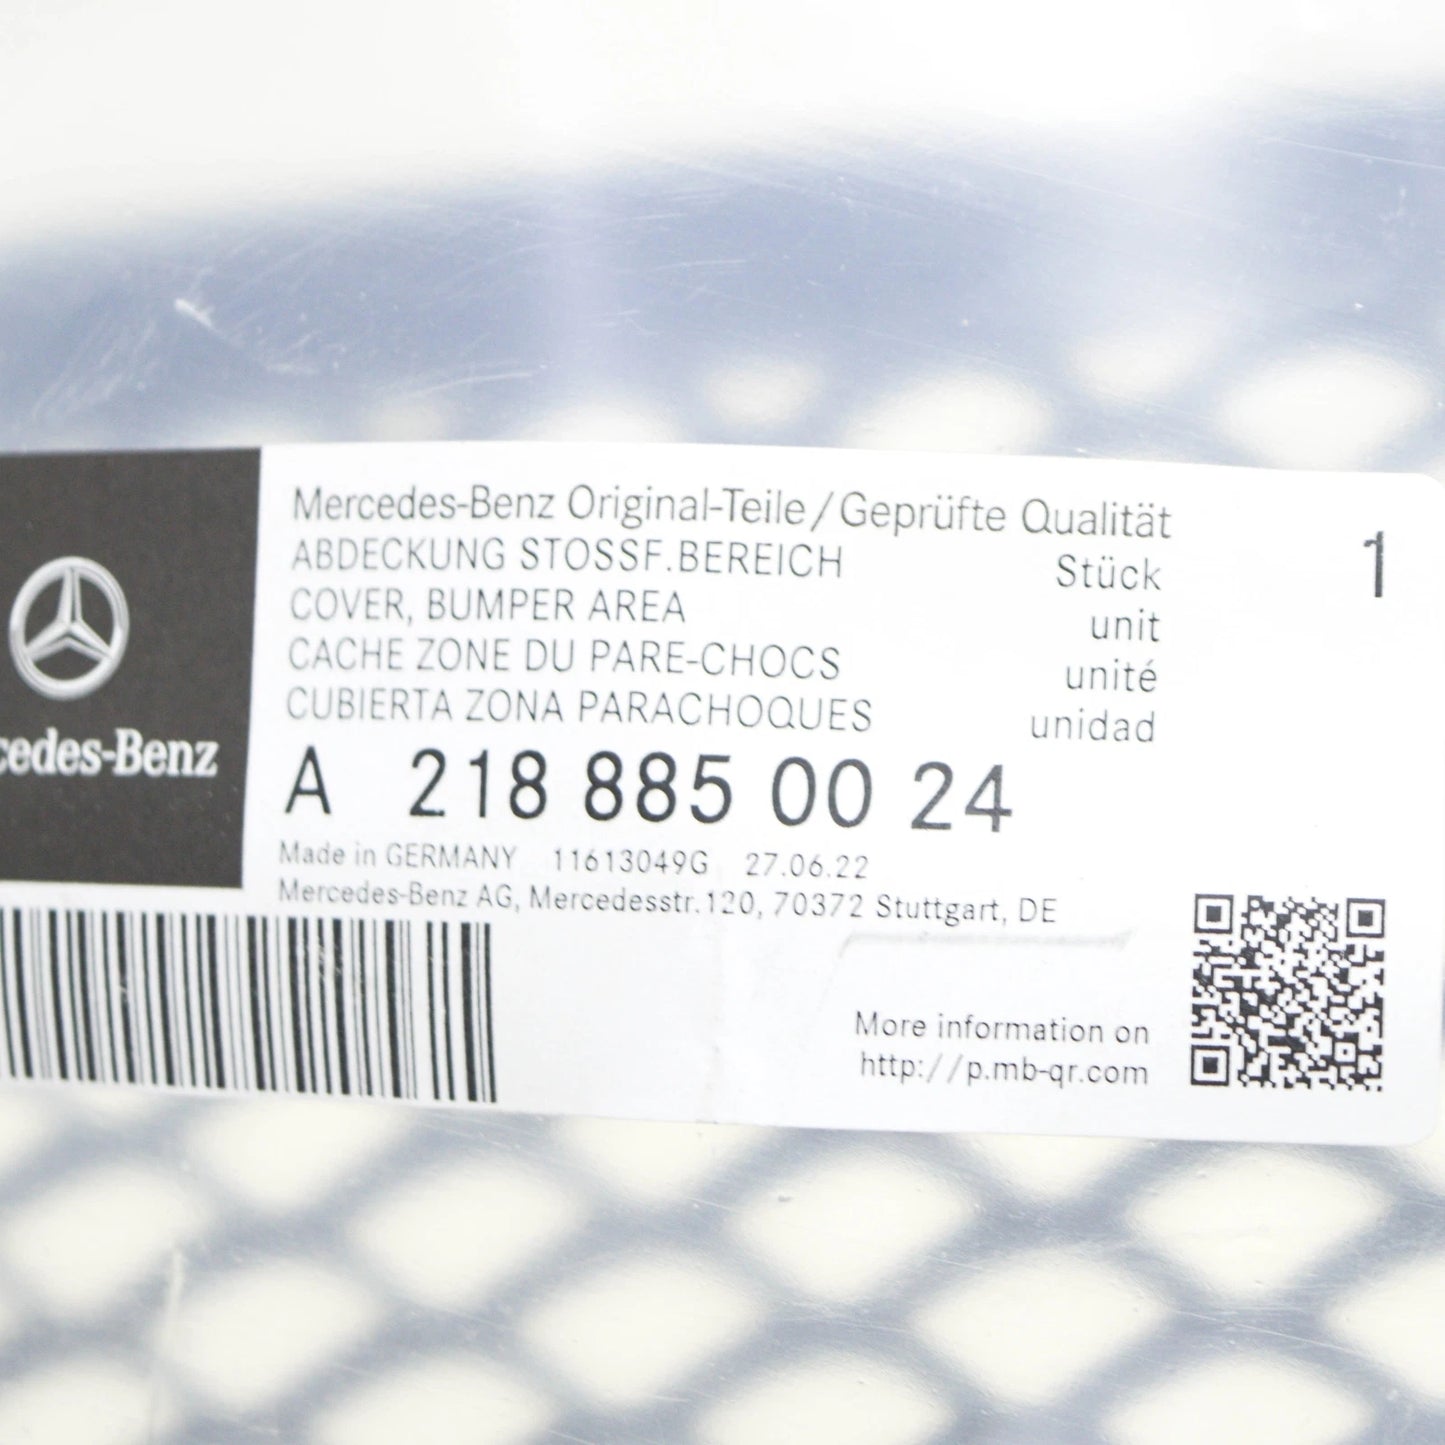 Mercedes-Benz Original-Teile/Geprüfte Qualität
ABDECKUNG STOSSF.BEREICH Stück 1
COVER, BUMPER AREA unit
CACHE ZONE DU PARE-CHOCS unité
CUBIERTA ZONA PARACHOQUES unidad
cedes-Benz
A 218 885 00 24
Made in GERMANY 11613049G 27.06.22
Mercedes-Benz AG, Mercedesstr.120, 70372 Stuttgart, DE
More information on
http://p.mb-qr.com